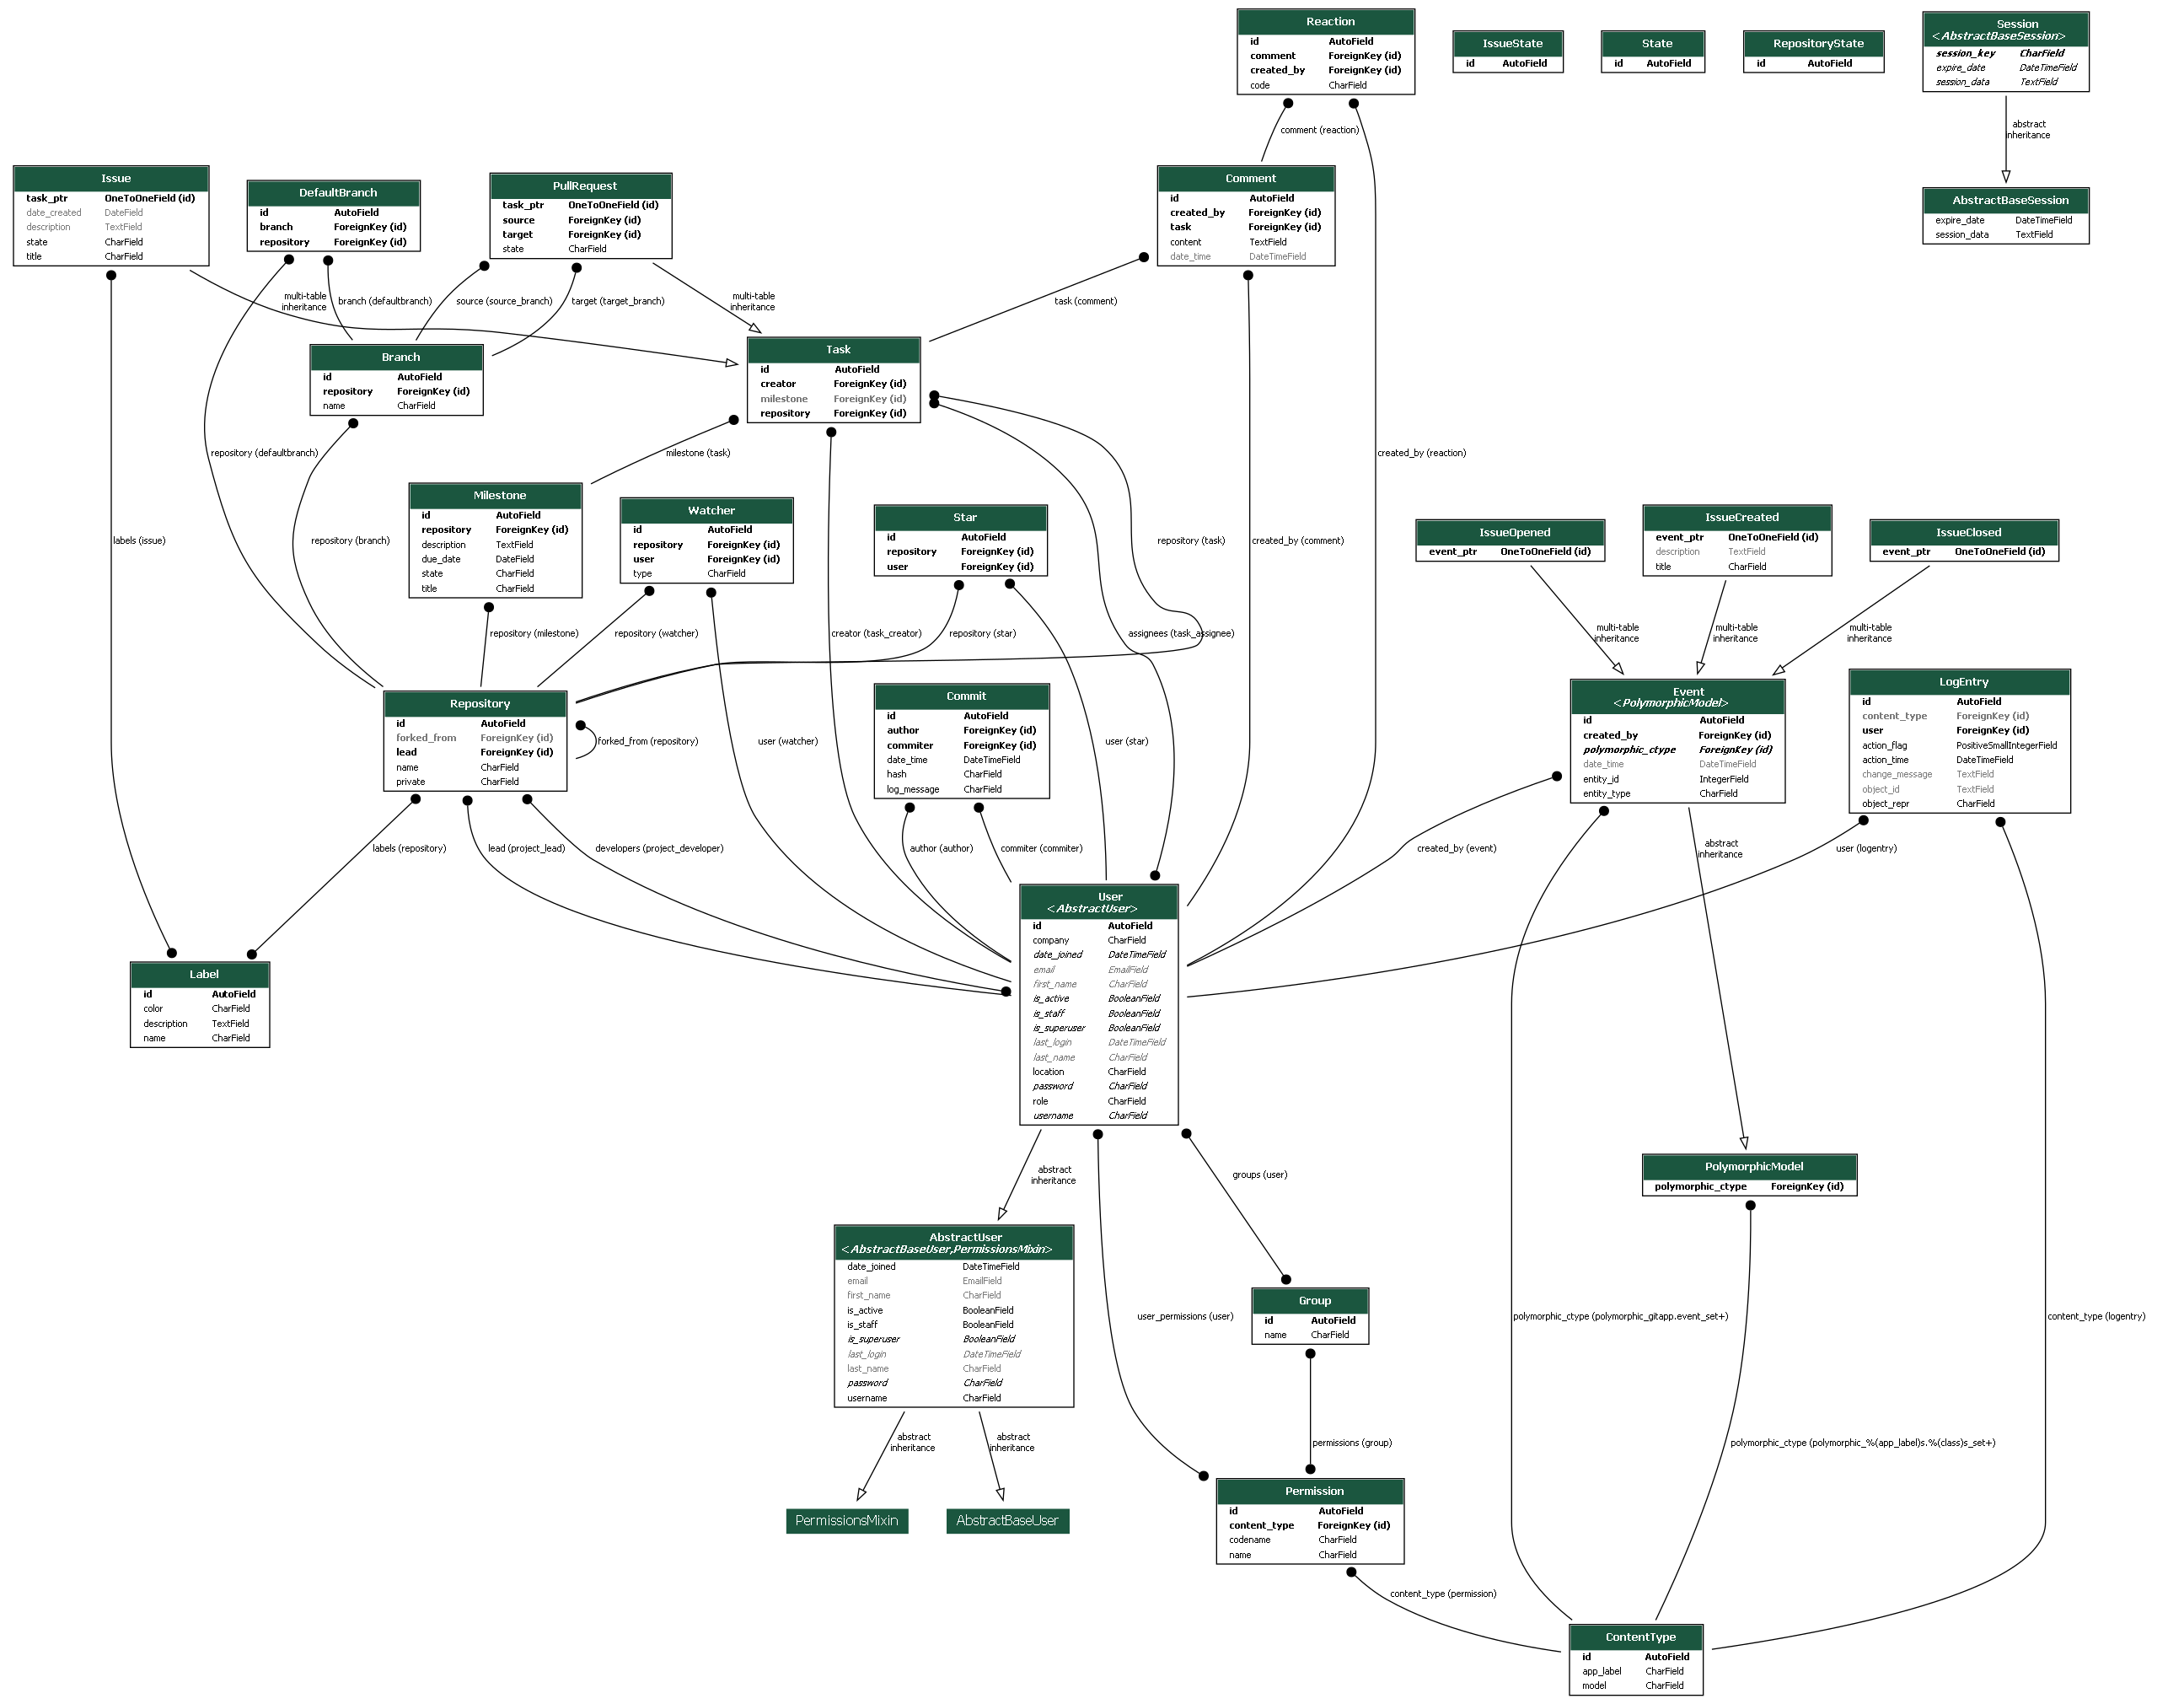 Reaction
id AutoField
comment ForeignKey (id)
created_by ForeignKey (id)
code CharField
IssueState
id AutoField
State
id AutoField
RepositoryState
id AutoField
Session
<AbstractBaseSession>
session_key CharField
expire_date DateTimeField
session_data TextField
comment (reaction)
abstract
inheritance
Issue
task_ptr OneToOneField (id)
date_created DateField
description TextField
state CharField
title CharField
DefaultBranch
id AutoField
branch ForeignKey (id)
repository ForeignKey (id)
PullRequest
task_ptr OneToOneField (id)
source ForeignKey (id)
target ForeignKey (id)
state CharField
Comment
id AutoField
created_by ForeignKey (id)
task ForeignKey (id)
content TextField
date_time DateTimeField
AbstractBaseSession
expire_date DateTimeField
session_data TextField
multi-table
inheritance
branch (defaultbranch)
source (source_branch)
target (target_branch)
multi-table
inheritance
task (comment)
Branch
id AutoField
repository ForeignKey (id)
name CharField
Task
id AutoField
creator ForeignKey (id)
milestone ForeignKey (id)
repository ForeignKey (id)
repository (defaultbranch)
milestone (task)
created_by (reaction)
labels (issue)
repository (branch)
Milestone
id AutoField
repository ForeignKey (id)
description TextField
due_date DateField
state CharField
title CharField
Watcher
id AutoField
repository ForeignKey (id)
user ForeignKey (id)
type CharField
Star
id AutoField
repository ForeignKey (id)
user ForeignKey (id)
repository (task)
created_by (comment)
IssueOpened
event_ptr OneToOneField (id)
IssueCreated
event_ptr OneToOneField (id)
description TextField
title CharField
IssueClosed
event_ptr OneToOneField (id)
repository (milestone)
repository (watcher)
creator (task_creator)
repository (star)
assignees (task_assignee)
multi-table
inheritance
multi-table
inheritance
multi-table
inheritance
Repository
id AutoField
forked_from ForeignKey (id)
lead ForeignKey (id)
name CharField
private CharField
forked_from (repository)
user (watcher)
Commit
id AutoField
author ForeignKey (id)
commiter ForeignKey (id)
date_time DateTimeField
hash CharField
log_message CharField
user (star)
Event
<PolymorphicModel>
id AutoField
created_by ForeignKey (id)
polymorphic_ctype ForeignKey (id)
date_time DateTimeField
entity_id IntegerField
entity_type CharField
LogEntry
id AutoField
content_type ForeignKey (id)
user ForeignKey (id)
action_flag PositiveSmallIntegerField
action_time DateTimeField
change_message TextField
object_id TextField
object_repr CharField
labels (repository)
lead (project_lead)
developers (project_developer)
author (author)
commiter (commiter)
created_by (event)
abstract
inheritance
user (logentry)
Label
id AutoField
color CharField
description TextField
name CharField
User
<AbstractUser>
id AutoField
company CharField
date_joined DateTimeField
email EmailField
first_name CharField
is_active BooleanField
is_staff BooleanField
is_superuser BooleanField
last_login DateTimeField
last_name CharField
location CharField
password CharField
role CharField
username CharField
abstract
inheritance
groups (user)
PolymorphicModel
polymorphic_ctype ForeignKey (id)
AbstractUser
<AbstractBaseUser,PermissionsMixin>
date_joined DateTimeField
email EmailField
first_name CharField
is_active BooleanField
is_staff BooleanField
is_superuser BooleanField
last_login DateTimeField
last_name CharField
password CharField
username CharField
user_permissions (user)
Group
id AutoField
name CharField
polymorphic_ctype (polymorphic_gitapp.event_set+)
content_type (logentry)
abstract
inheritance
abstract
inheritance
permissions (group)
polymorphic_ctype (polymorphic_%(app_label)s.%(class)s_set+)
PermissionsMixin
AbstractBaseUser
Permission
id AutoField
content_type ForeignKey (id)
codename CharField
name CharField
content_type (permission)
ContentType
id AutoField
app_label CharField
model CharField